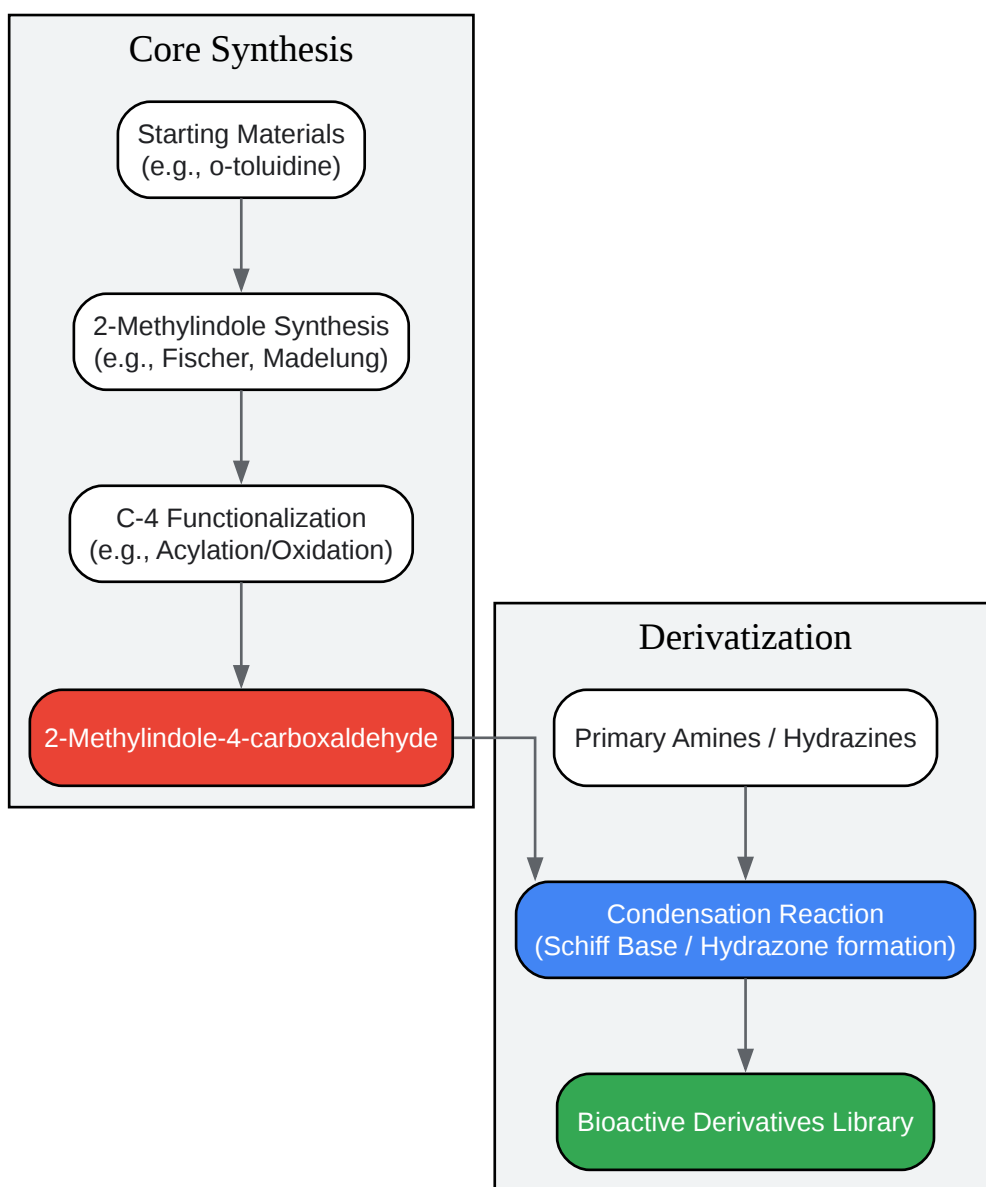 Core Synthesis
Starting Materials
(e.g., o-toluidine)
2-Methylindole Synthesis
(e.g., Fischer, Madelung)
C-4 Functionalization
(e.g., Acylation/Oxidation)
2-Methylindole-4-carboxaldehyde
Derivatization
Primary Amines / Hydrazines
Condensation Reaction
(Schiff Base / Hydrazone formation)
Bioactive Derivatives Library